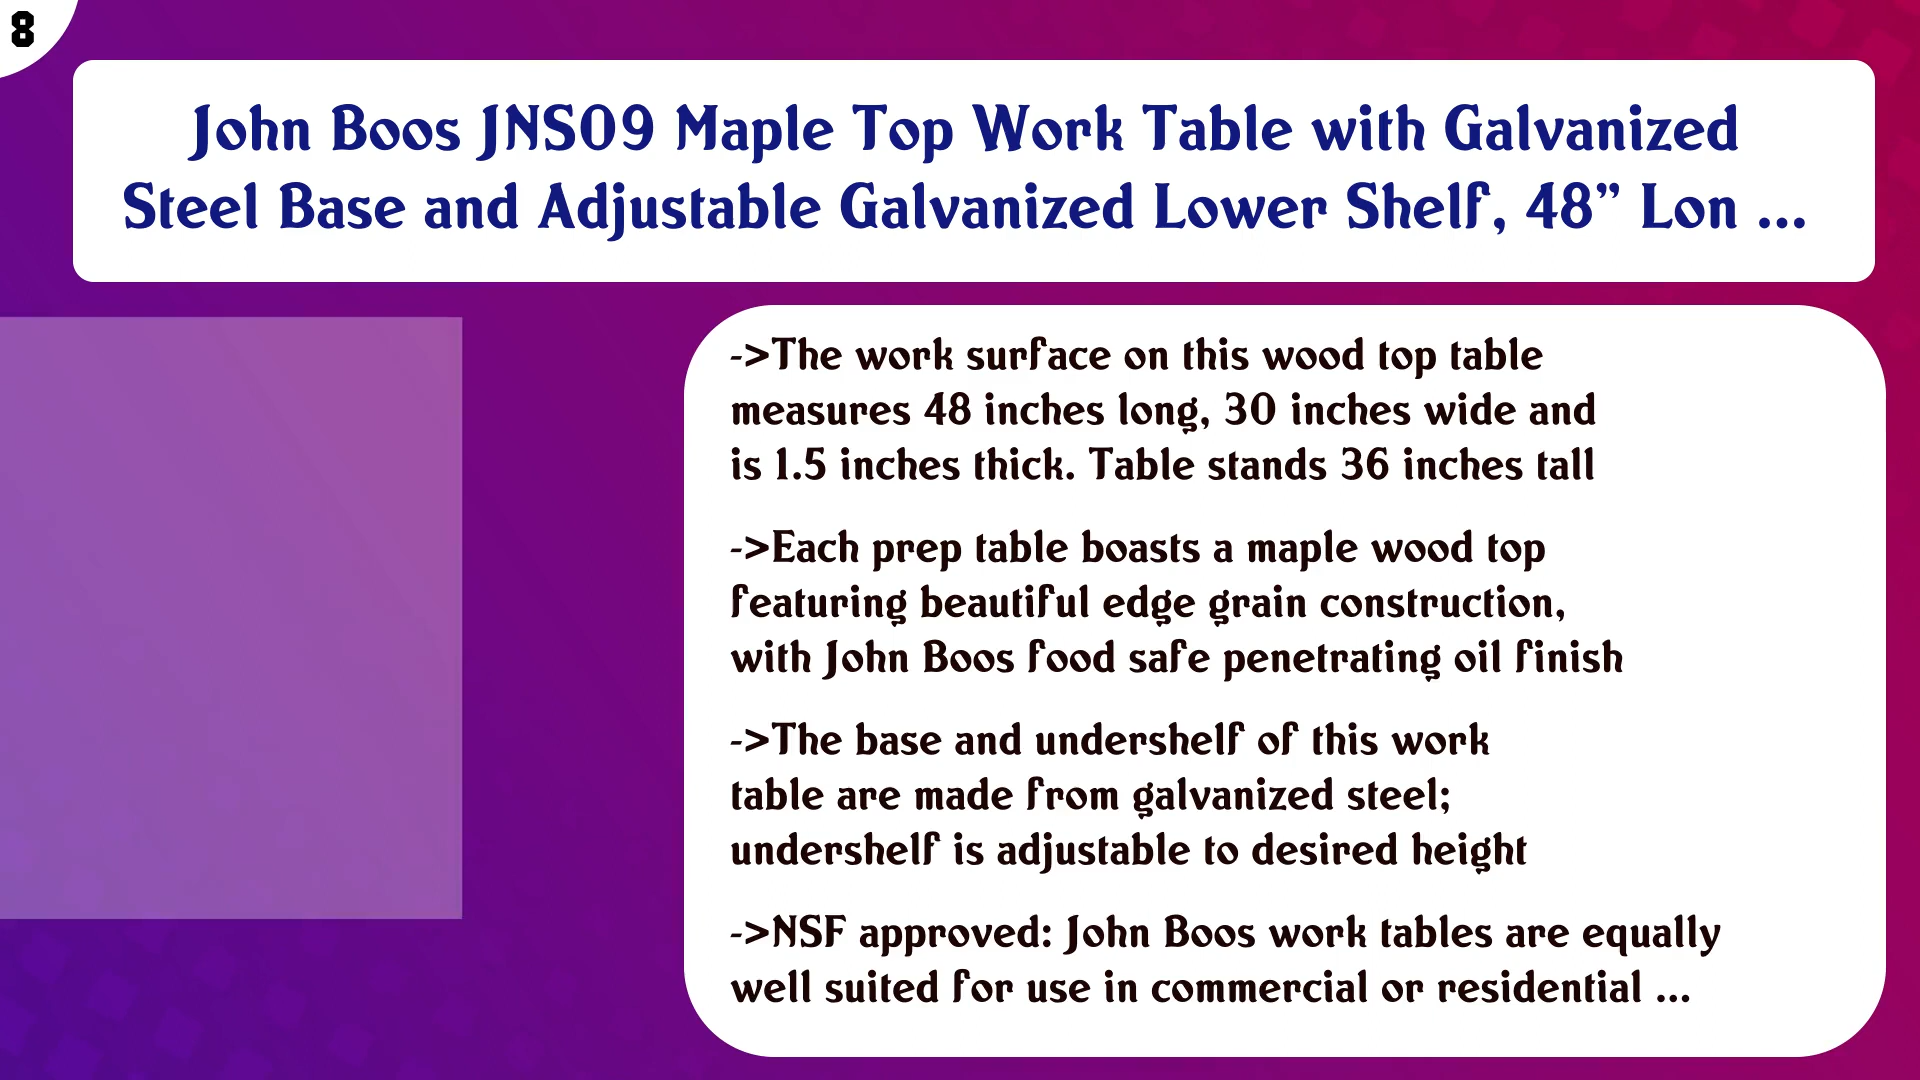 8
John Boos JNS09 Maple Top Work Table with Galvanized
Steel Base and Adjustable Galvanized Lower Shelf, 48” Lon ...
->The work surface on this wood top table
measures 48 inches long, 30 inches wide and
is 1.5 inches thick. Table stands 36 inches tall
->Each prep table boasts a maple wood top
featuring beautiful edge grain construction,
with John Boos food safe penetrating oil finish
->The base and undershelf of this work
table are made from galvanized steel;
undershelf is adjustable to desired height
->NSF approved: John Boos work tables are equally
well suited for use in commercial or residential ...